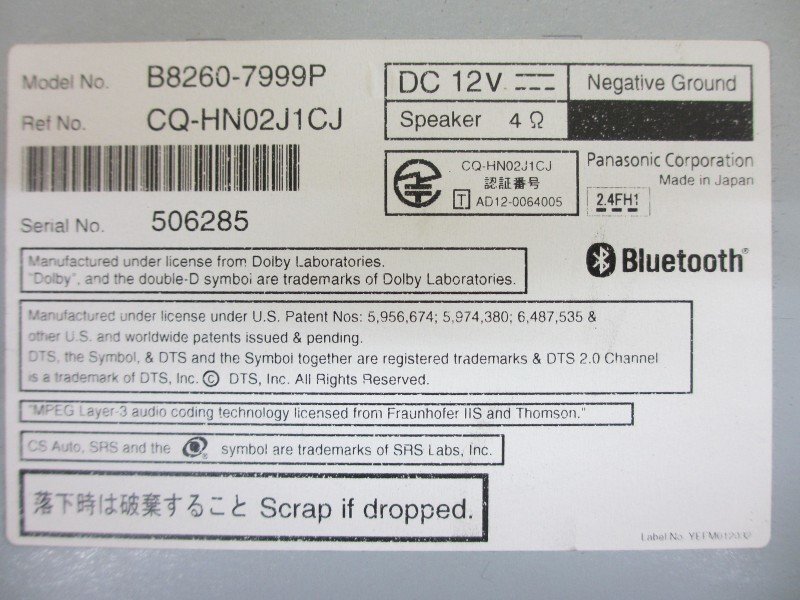 Model No. B8260-7999P
Ref No. CQ-HN02J1CJ
Serial No. 506285
DC 12V
Negative Ground
Speaker 4 Ω
CQ-HN02J1CJ
認証番号
T AD12-0064005
Panasonic Corporation
Made in Japan
2.4FH1
Bluetooth®
Manufactured under license from Dolby Laboratories.
"Dolby", and the double-D symbol are trademarks of Dolby Laboratories.
Manufactured under license under U.S. Patent Nos: 5,956,674; 5,974,380; 6,487,535 &
other U.S. and worldwide patents issued & pending.
DTS, the Symbol, & DTS and the Symbol together are registered trademarks & DTS 2.0 Channel
is a trademark of DTS, Inc. © DTS, Inc. All Rights Reserved.
"MPEG Layer-3 audio coding technology licensed from Fraunhofer IIS and Thomson."
CS Auto, SRS and the symbol are trademarks of SRS Labs, Inc.
落下時は破棄すること Scrap if dropped.
Label No.